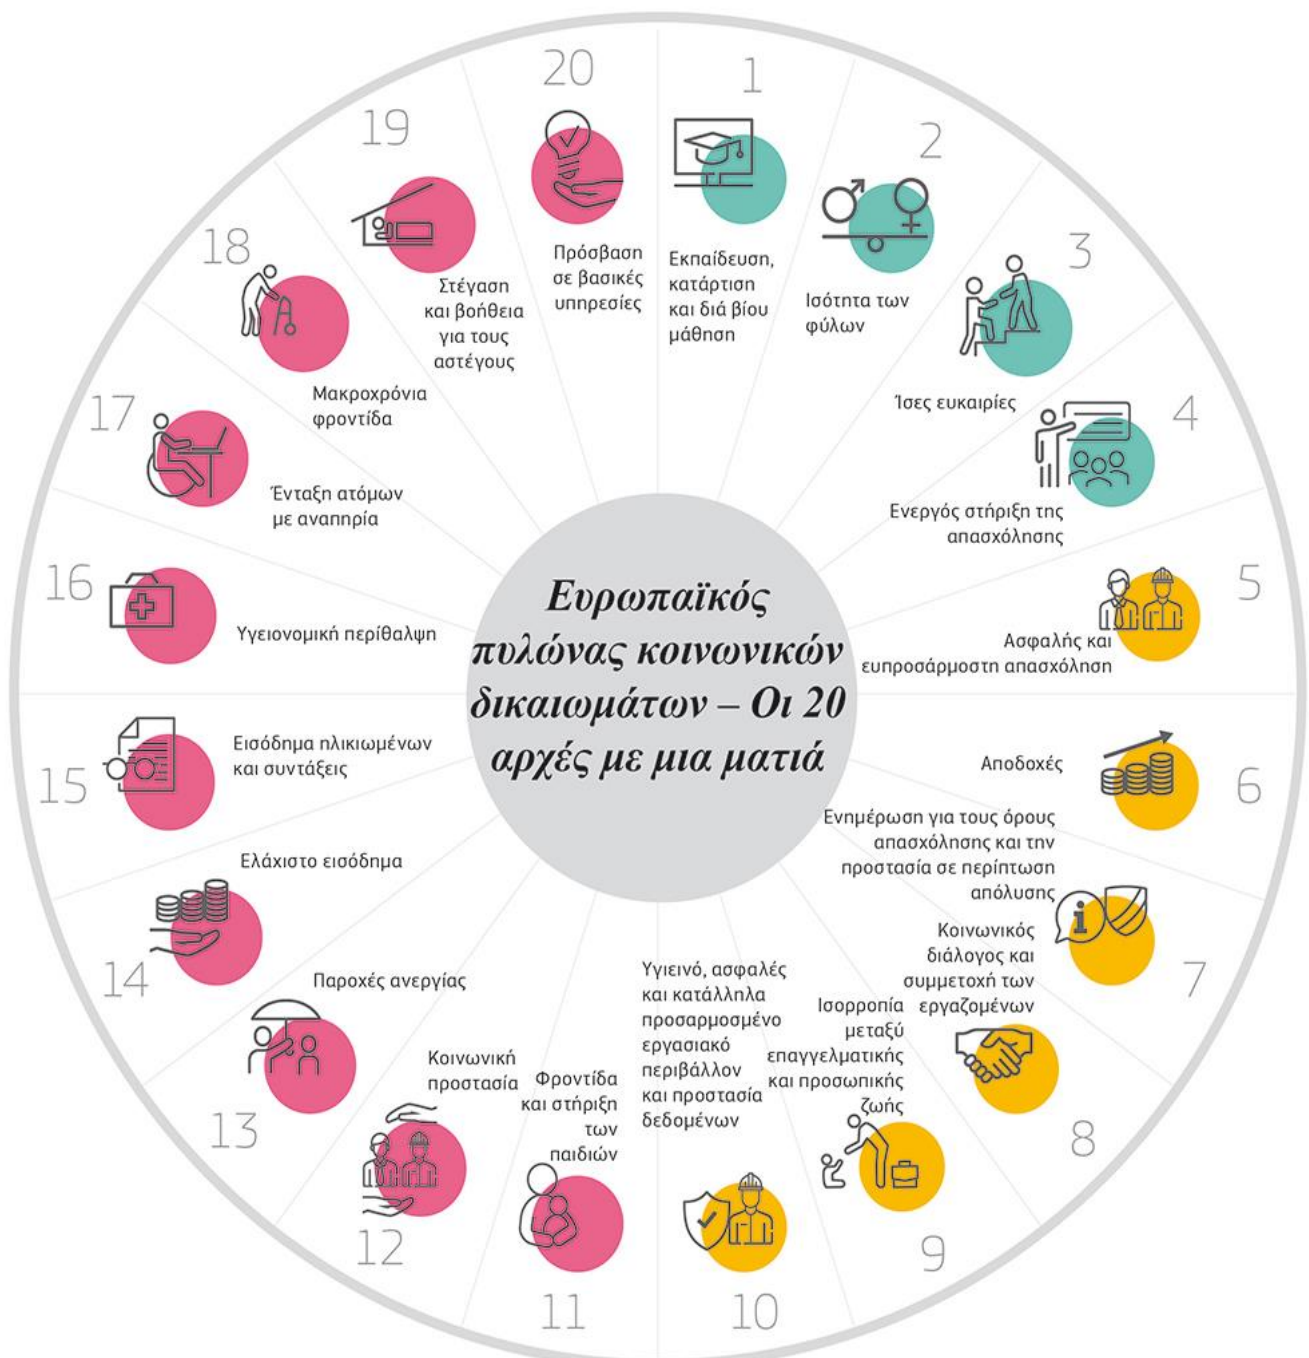 Ευρωπαϊκός
πυλώνας κοινωνικών
δικαιωμάτων – Οι 20
αρχές με μια ματιά
1
Εκπαίδευση,
κατάρτιση
και διά βίου
μάθηση
2
Ισότητα των
φύλων
3
Ίσες ευκαιρίες
4
Ενεργός στήριξη της
απασχόλησης
5
Ασφαλής και
ευπροσάρμοστη απασχόληση
6
Αποδοχές
7
Ενημέρωση για τους όρους
απασχόλησης και την
προστασία σε περίπτωση
απόλυσης
i
8
Κοινωνικός
διάλογος και
συμμετοχή των
εργαζομένων
9
Ισορροπία
μεταξύ
επαγγελματικής
και προσωπικής
ζωής
10
Υγιεινό, ασφαλές
και κατάλληλα
προσαρμοσμένο
εργασιακό
περιβάλλον
και προστασία
δεδομένων
11
Φροντίδα
και στήριξη
των
παιδιών
12
Κοινωνική
προστασία
13
Παροχές ανεργίας
14
Ελάχιστο εισόδημα
15
Εισόδημα ηλικιωμένων
και συντάξεις
16
Υγειονομική περίθαλψη
17
Ένταξη ατόμων
με αναπηρία
18
Μακροχρόνια
φροντίδα
19
Στέγαση
και βοήθεια
για τους
αστέγους
20
Πρόσβαση
σε βασικές
υπηρεσίες